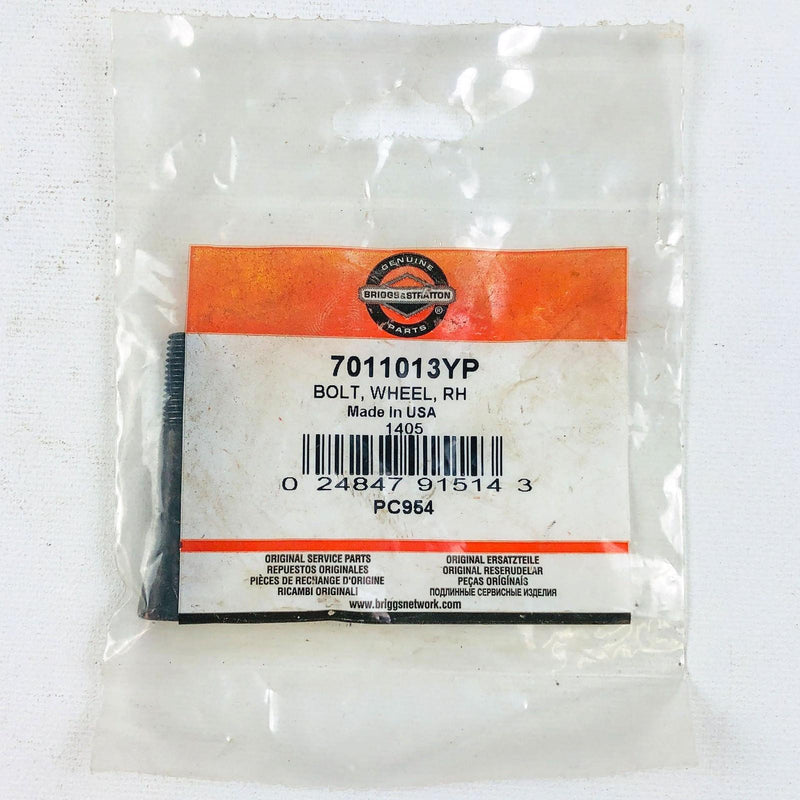 GENUINE
BRIGGS&STRATTON
PARTS
®
7011013YP
BOLT, WHEEL, RH
Made In USA
1405
0 24847 91514 3
PC954
ORIGINAL SERVICE PARTS
REPUESTOS ORIGINALES
PIÈCES DE RECHANGE D'ORIGINE
RICAMBI ORIGINALI
ORIGINAL ERSATZTEILE
ORIGINAL RESERUDELAR
PEÇAS ORIGINAIS
ПОДЛИННЫЕ СЕРВИСНЫЕ ИЗДЕЛИЯ
www.briggsnetwork.com